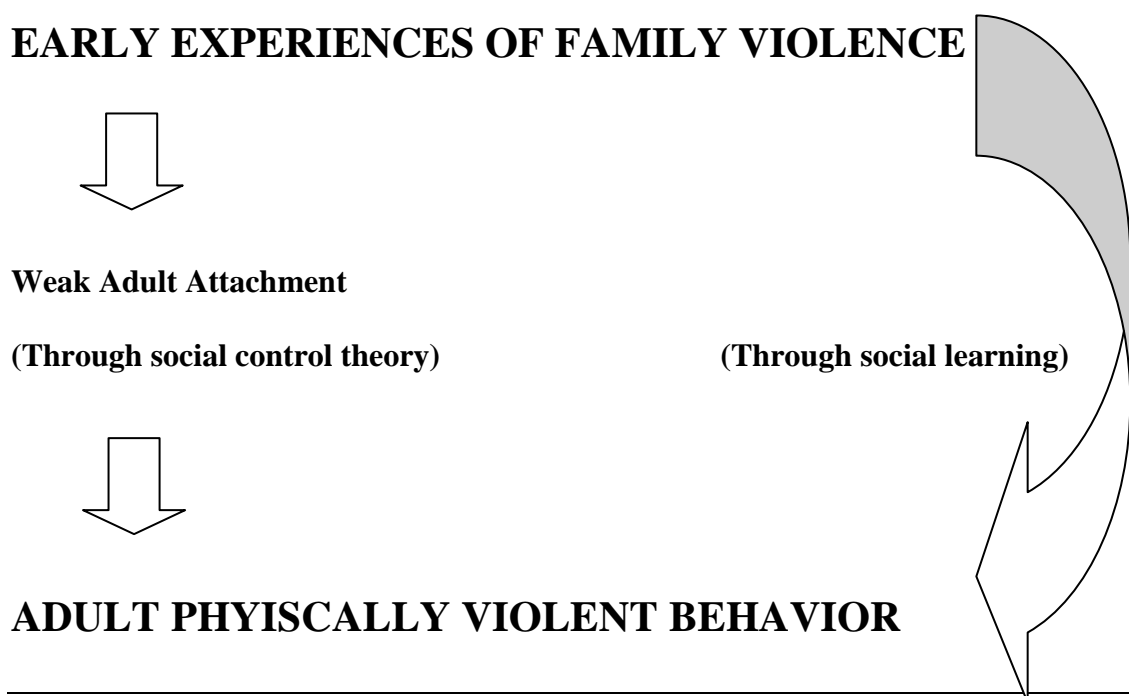 EARLY EXPERIENCES OF FAMILY VIOLENCE
Weak Adult Attachment
(Through social control theory) (Through social learning)
ADULT PHYISCALLY VIOLENT BEHAVIOR